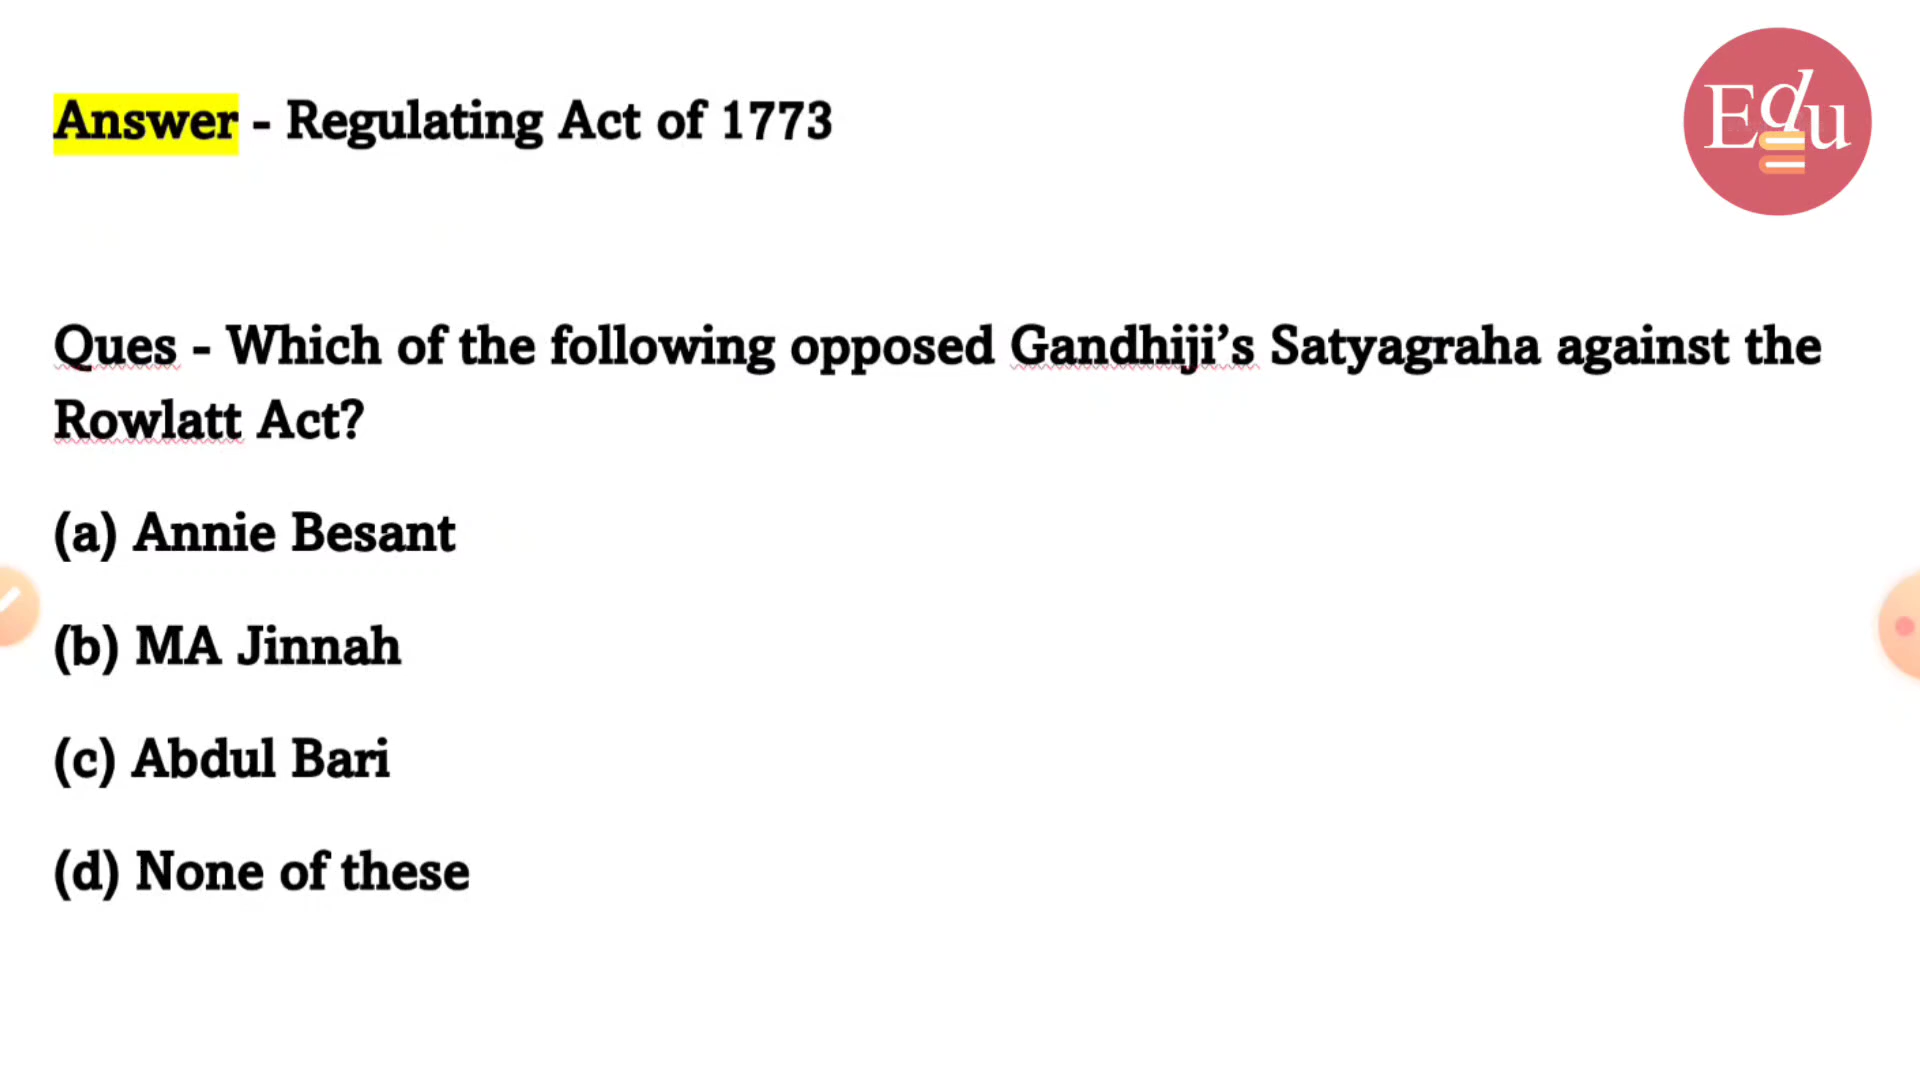 Answer - Regulating Act of 1773
Edu
Ques - Which of the following opposed Gandhiji’s Satyagraha against the
Rowlatt Act?
(a) Annie Besant
(b) MA Jinnah
(c) Abdul Bari
(d) None of these